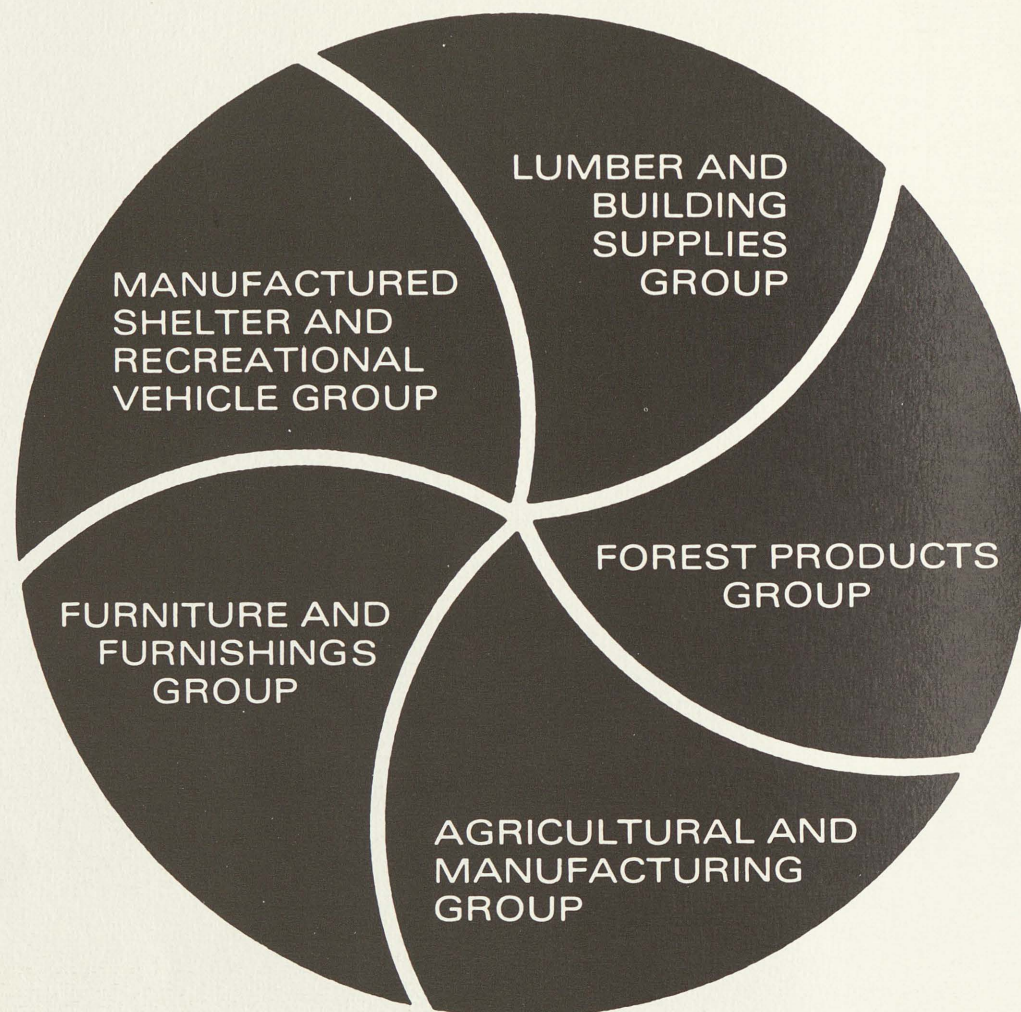 LUMBER AND
BUILDING
SUPPLIES
GROUP
MANUFACTURED
SHELTER AND
RECREATIONAL
VEHICLE GROUP
FOREST PRODUCTS
GROUP
FURNITURE AND
FURNISHINGS
GROUP
AGRICULTURAL AND
MANUFACTURING
GROUP